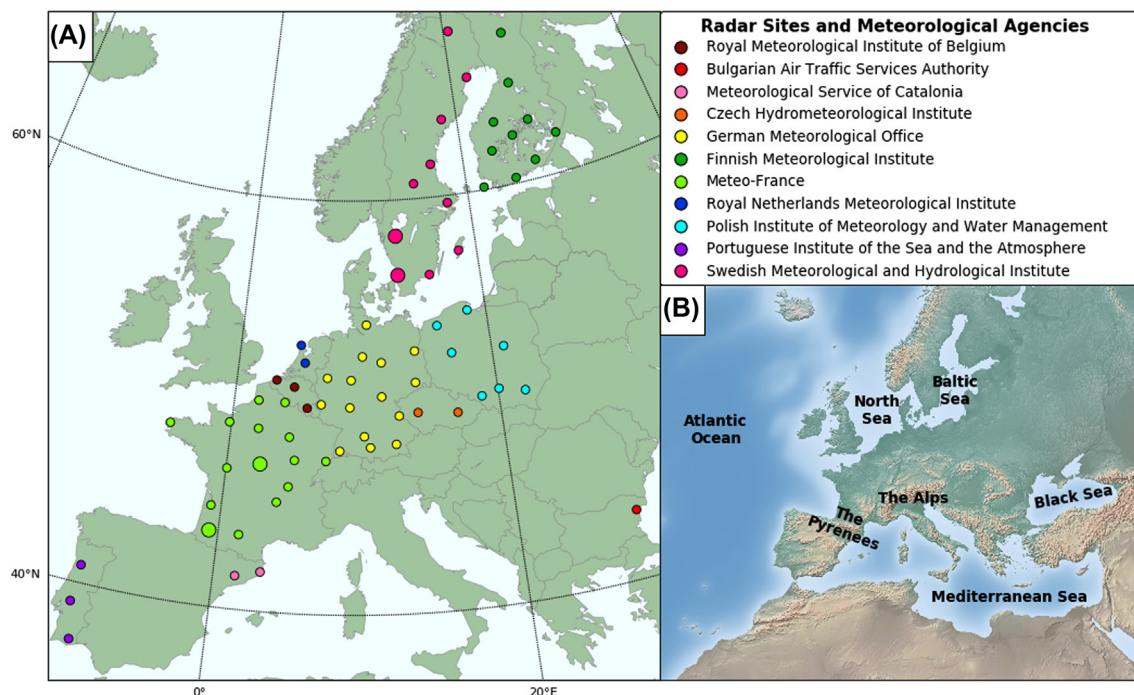 (A)
60°N
40°N
0°
20°E
Radar Sites and Meteorological Agencies
Royal Meteorological Institute of Belgium
Bulgarian Air Traffic Services Authority
Meteorological Service of Catalonia
Czech Hydrometeorological Institute
German Meteorological Office
Finnish Meteorological Institute
Meteo-France
Royal Netherlands Meteorological Institute
Polish Institute of Meteorology and Water Management
Portuguese Institute of the Sea and the Atmosphere
Swedish Meteorological and Hydrological Institute
(B)
Baltic
Sea
North
Sea
Atlantic
Ocean
The Alps
Black Sea
The
Pyrenees
Mediterranean Sea